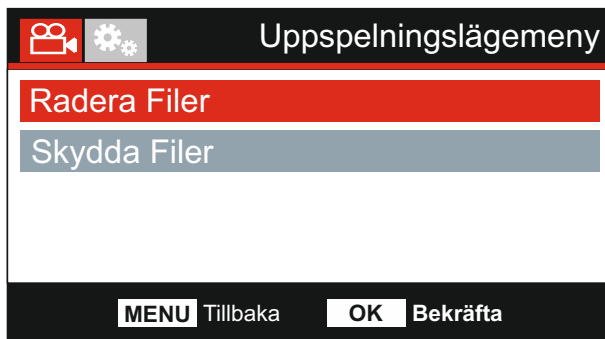 Uppspelningslägemeny
Radera Filer
Skydda Filer
MENU Tillbaka OK Bekräfta